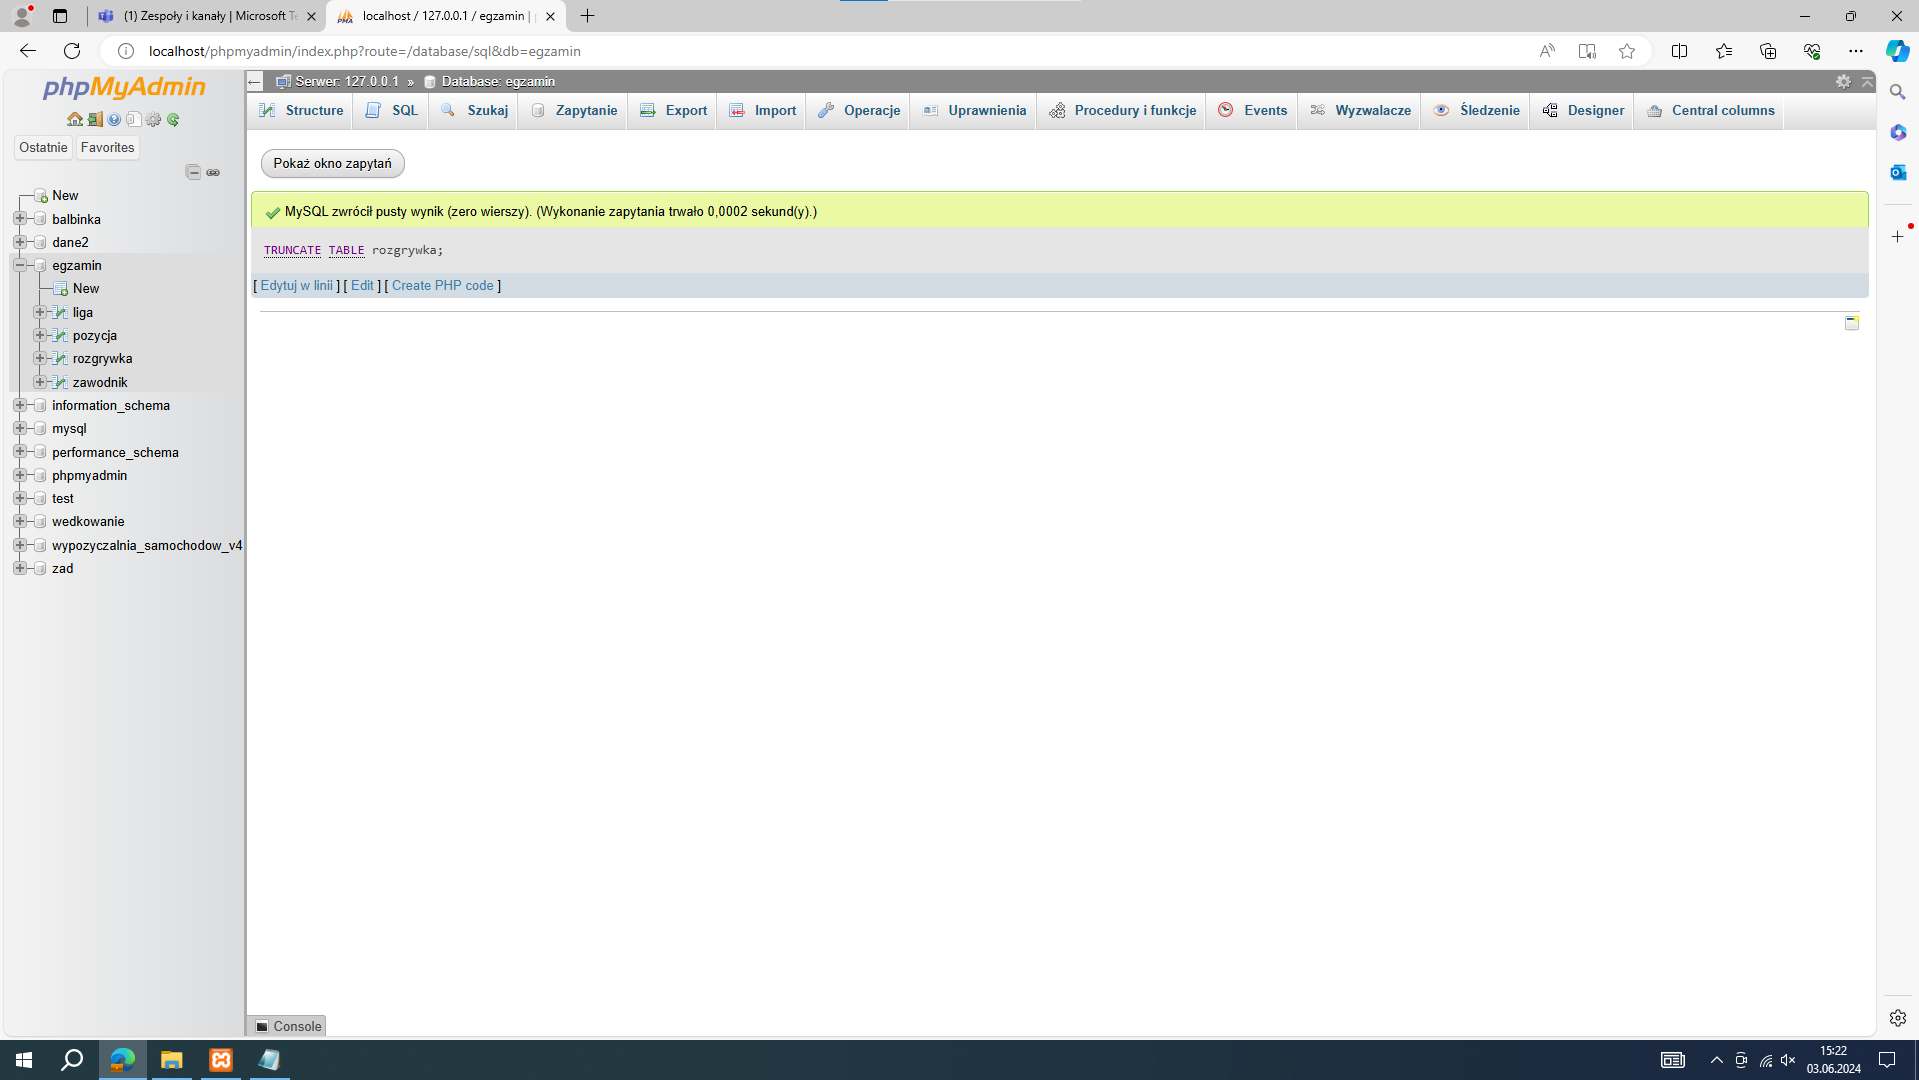 (1) Zespoły i kanały | Microsoft Te
localhost / 127.0.0.1 / egzamin |
localhost/phpmyadmin/index.php?route=/database/sql&db=egzamin
phpMyAdmin
Ostatnie
Favorites
New
balbinka
dane2
egzamin
New
liga
pozycja
rozgrywka
zawodnik
information_schema
mysql
performance_schema
phpmyadmin
test
wedkowanie
wypozyczalnia_samochodow_v4
zad
Serwer: 127.0.0.1 » Database: egzamin
Structure
SQL
Szukaj
Zapytanie
Export
Import
Operacje
Uprawnienia
Procedury i funkcje
Events
Wyzwalacze
Śledzenie
Designer
Central columns
Pokaż okno zapytań
MySQL zwrócił pusty wynik (zero wierszy). (Wykonanie zapytania trwało 0,0002 sekund(y).)
TRUNCATE TABLE rozgrywka;
[ Edytuj w linii ] [ Edit ] [ Create PHP code ]
Console
15:22
03.06.2024